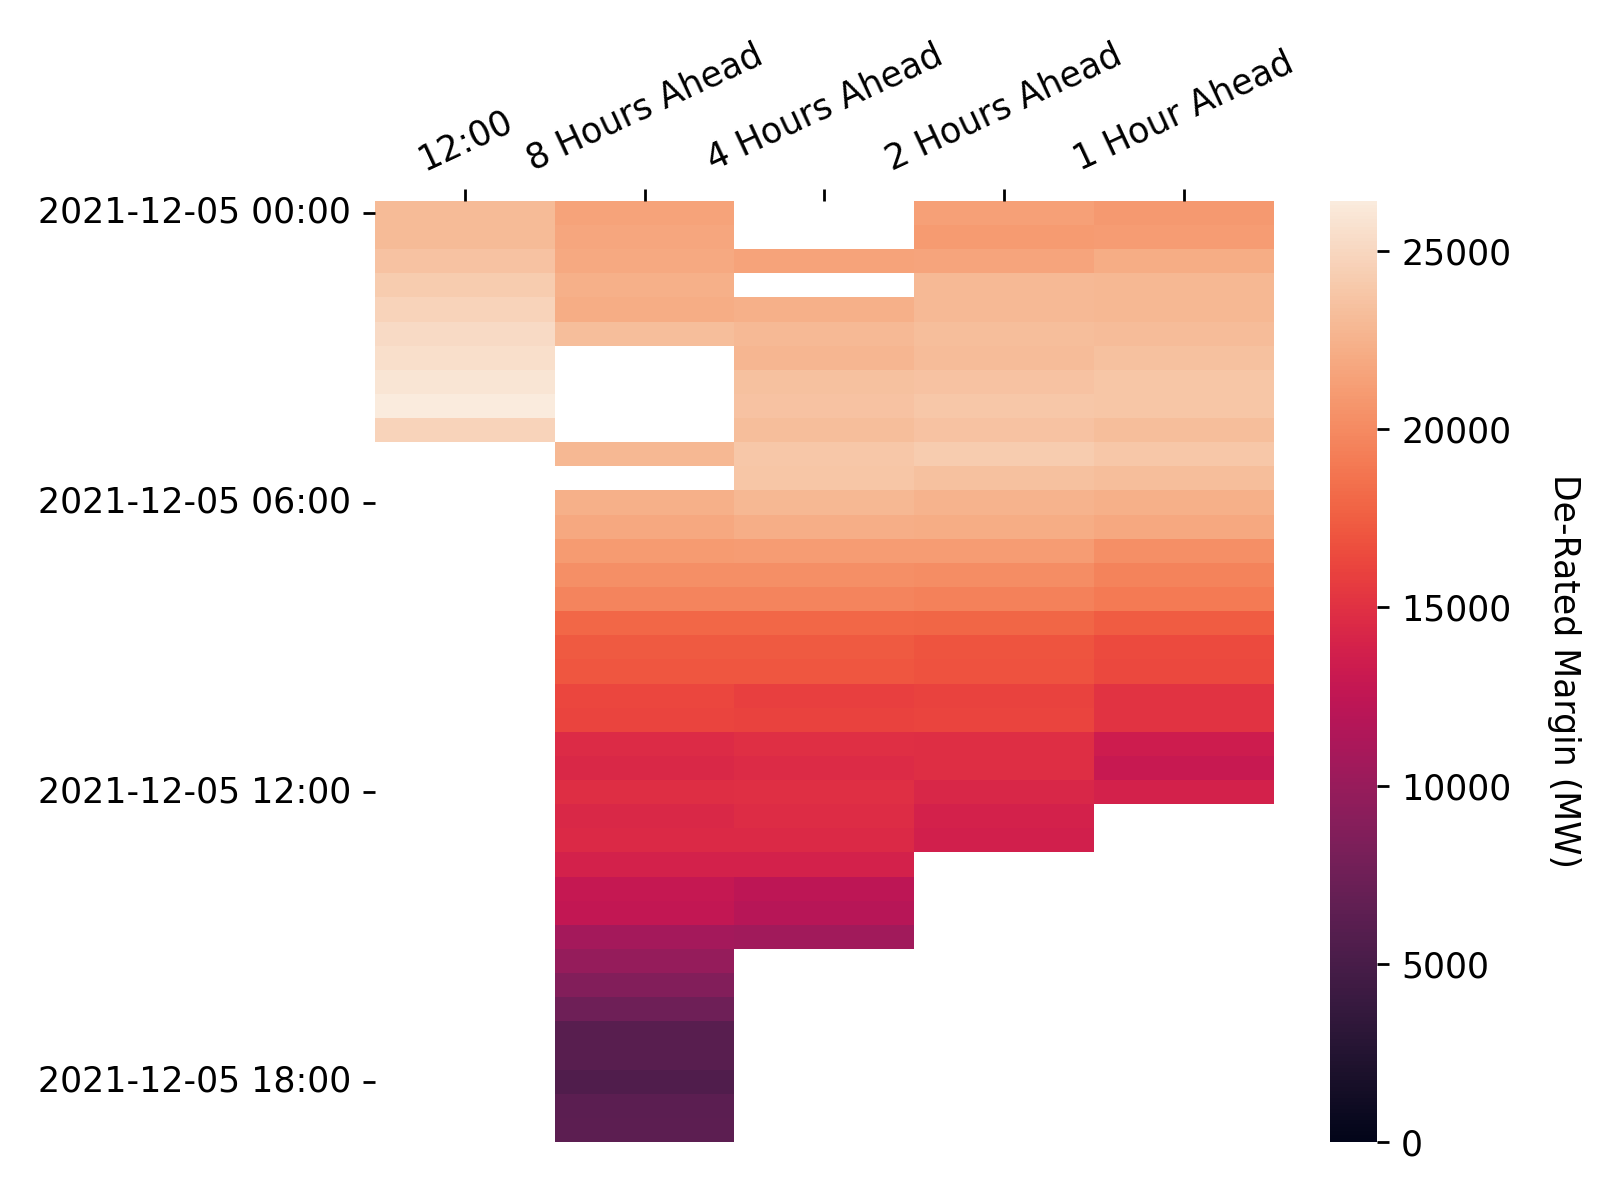 12:00
8 Hours Ahead
4 Hours Ahead
2 Hours Ahead
1 Hour Ahead
2021-12-05 00:00
2021-12-05 06:00
2021-12-05 12:00
2021-12-05 18:00
25000
20000
15000
10000
5000
0
De-Rated Margin (MW)